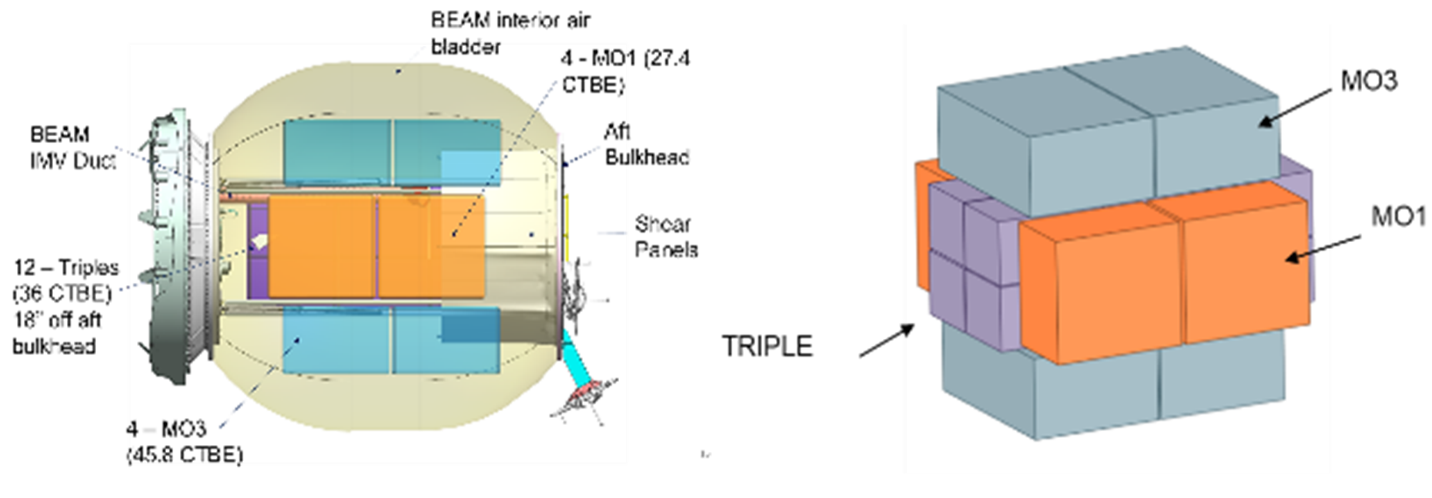 BEAM interior air
bladder
4 - MO1 (27.4
CTBE)
BEAM
IMV Duct
Aft
Bulkhead
Shear
Panels
12 – Triples
(36 CTBE)
18" off aft
bulkhead
4 – MO3
(45.8 CTBE)
MO3
MO1
TRIPLE